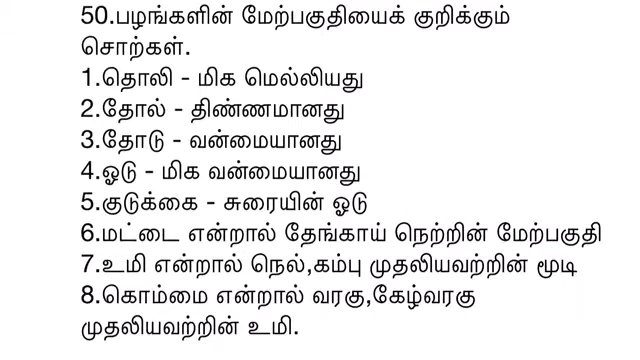 50.பழங்களின் மேற்பகுதியைக் குறிக்கும்
சொற்கள்.
1.தொலி - மிக மெல்லியது
2.தோல் - திண்ணமானது
3.தோடு - வன்மையானது
4.ஓடு - மிக வன்மையானது
5.குடுக்கை - சுரையின் ஓடு
6.மட்டை என்றால் தேங்காய் நெற்றின் மேற்பகுதி
7.உமி என்றால் நெல்,கம்பு முதலியவற்றின் மூடி
8.கொம்மை என்றால் வரகு,கேழ்வரகு
முதலியவற்றின் உமி.